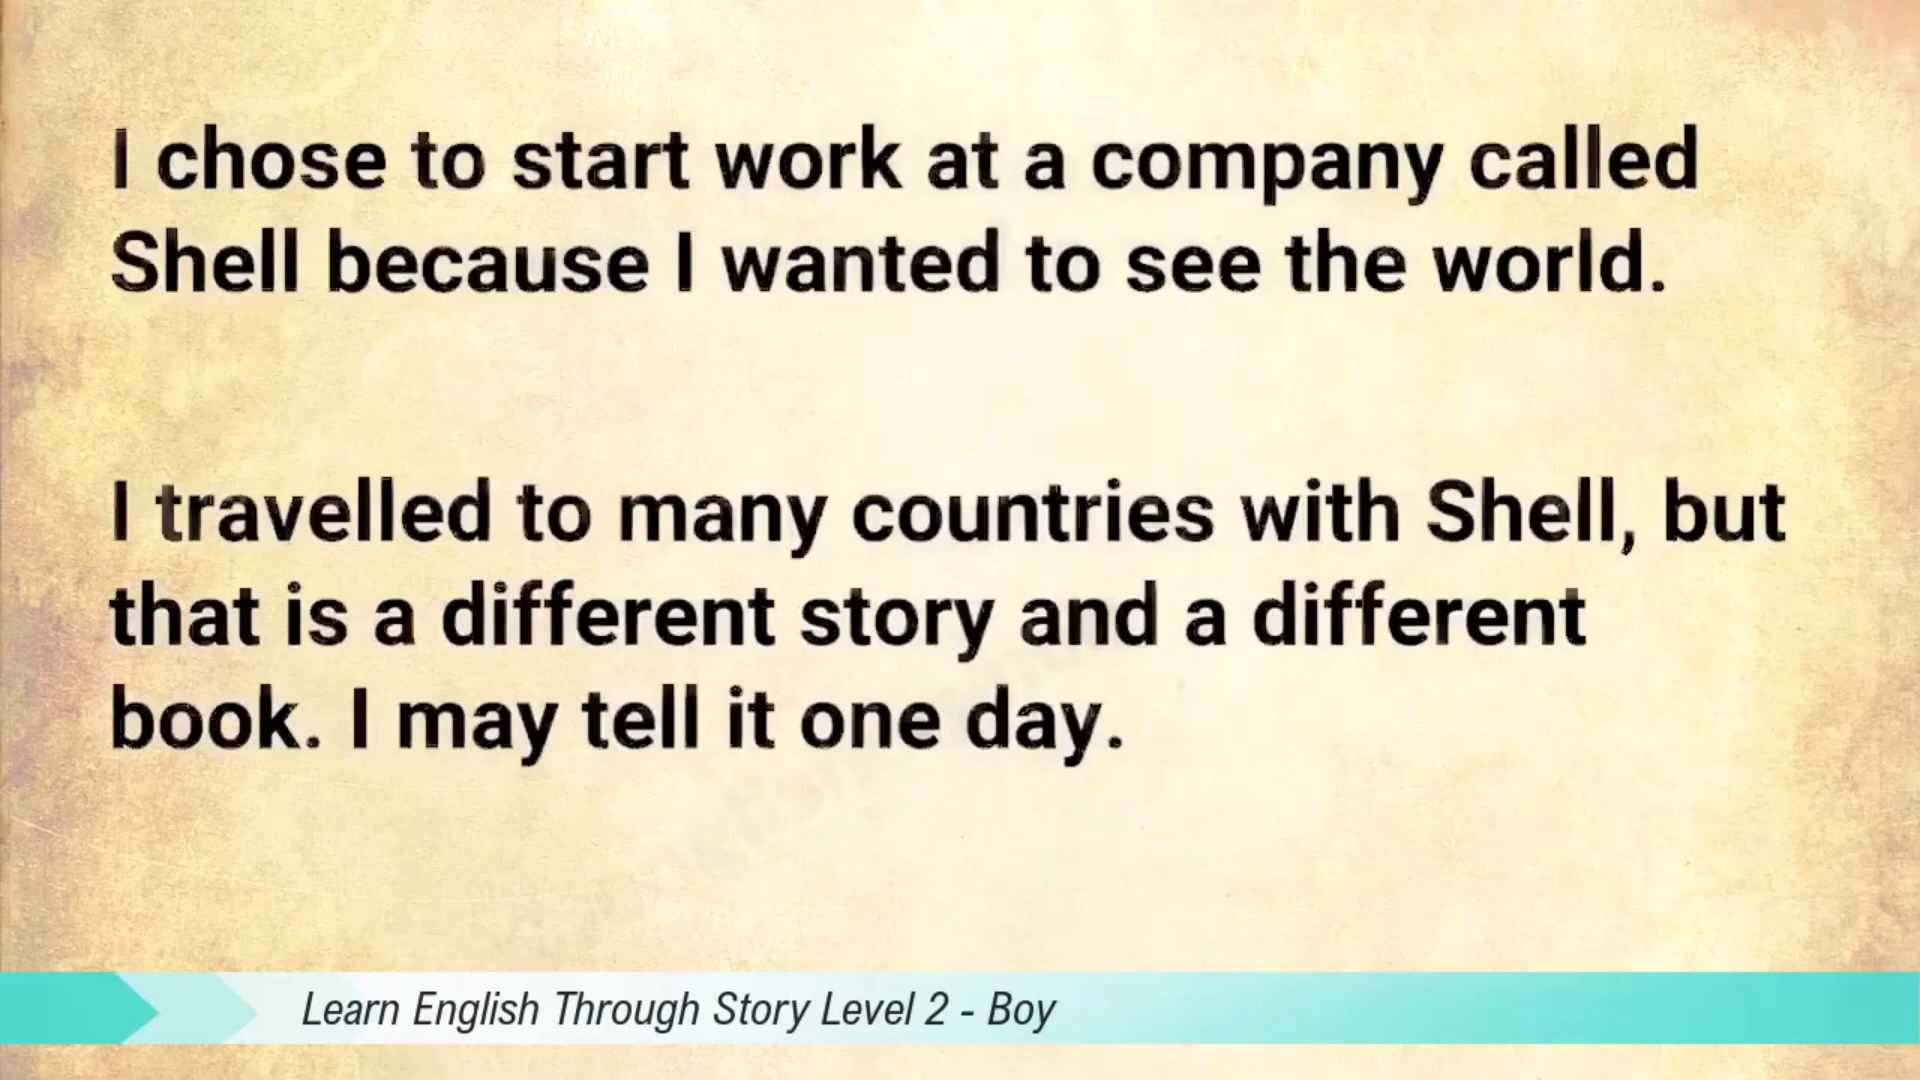 I chose to start work at a company called
Shell because I wanted to see the world.
I travelled to many countries with Shell, but
that is a different story and a different
book. I may tell it one day.
Learn English Through Story Level 2 - Boy